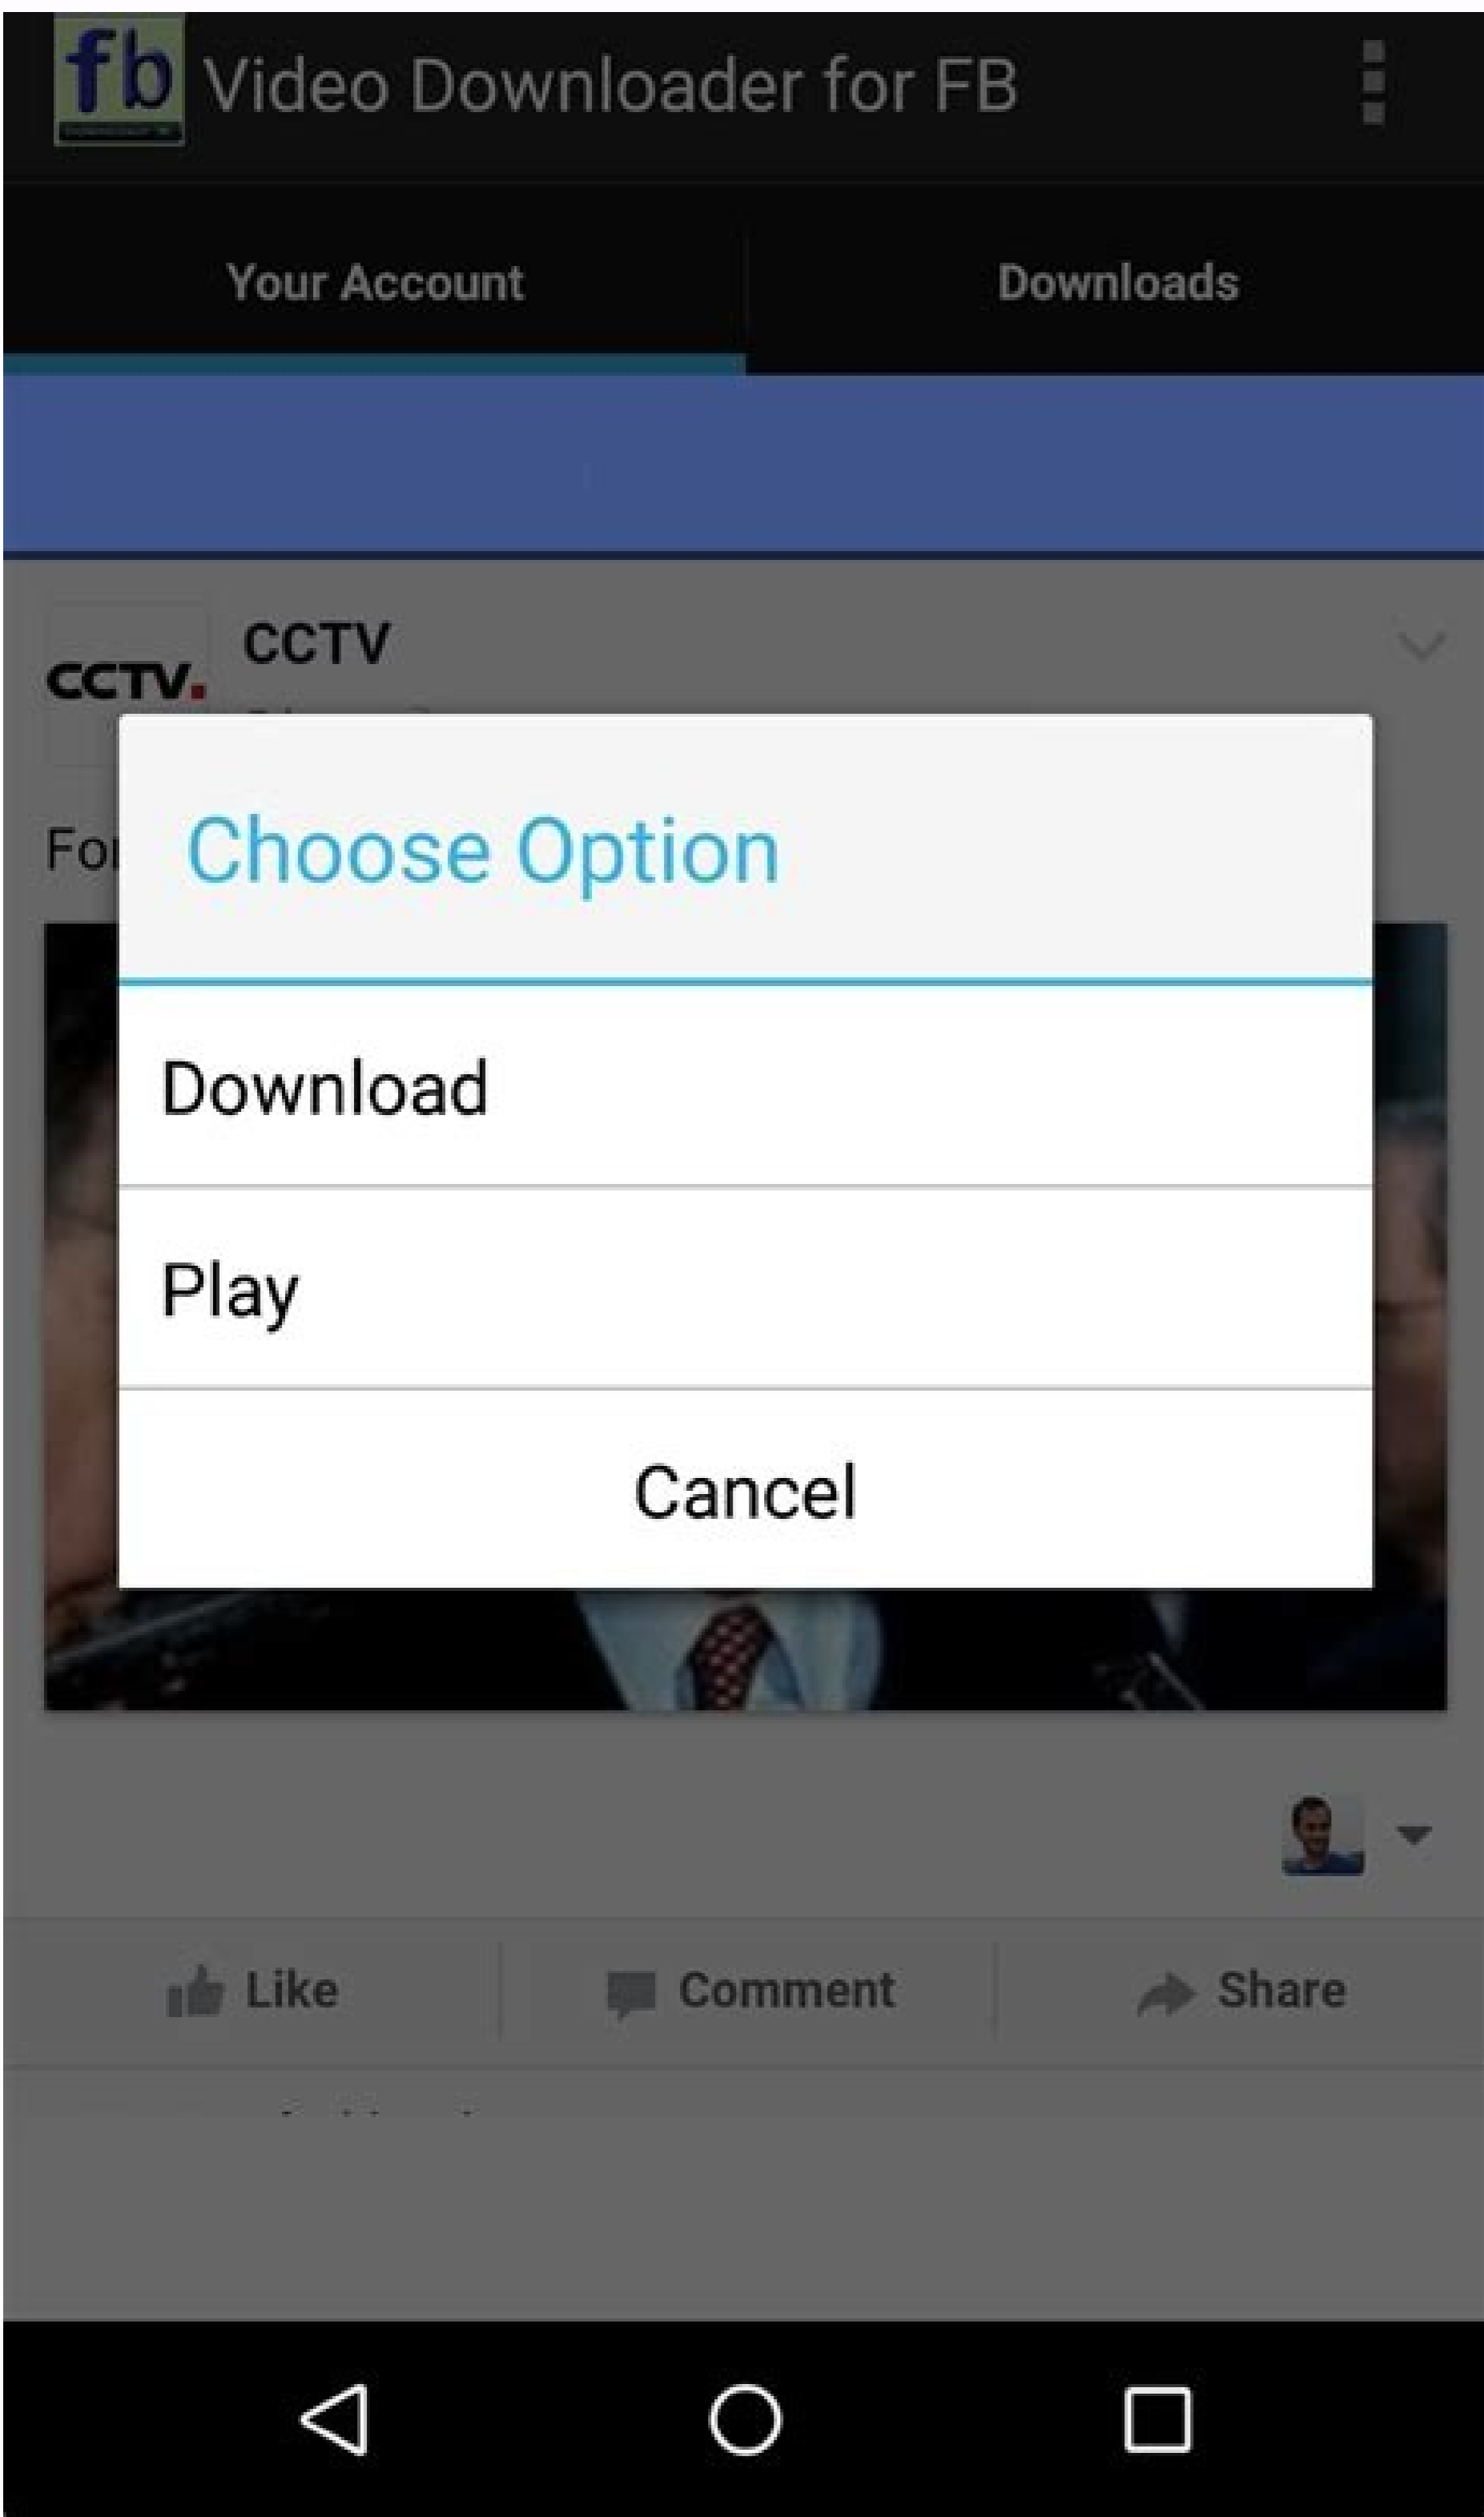 fb
Video Downloader for FB
Your Account
Downloads
CCTV.
CCTV
Choose Option
Download
Play
Cancel
Like
Comment
Share